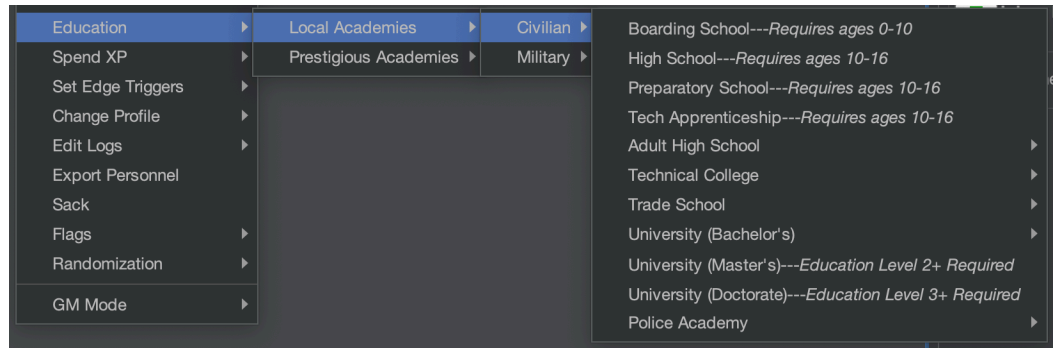 Education
Spend XP
Set Edge Triggers
Change Profile
Edit Logs
Export Personnel
Sack
Flags
Randomization
GM Mode
Local Academies
Prestigious Academies
Civilian
Military
Boarding School---Requires ages 0-10
High School---Requires ages 10-16
Preparatory School---Requires ages 10-16
Tech Apprenticeship---Requires ages 10-16
Adult High School
Technical College
Trade School
University (Bachelor's)
University (Master's)---Education Level 2+ Required
University (Doctorate)---Education Level 3+ Required
Police Academy